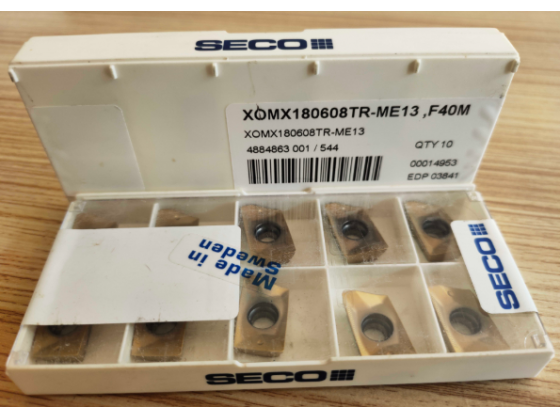 SECO
XOMX180608TR-ME13 ,F40M
XOMX180608TR-ME13
4884863 001 / 544
QTY 10
00014953
EDP 03841
Made in
Sweden
SECO
SECO